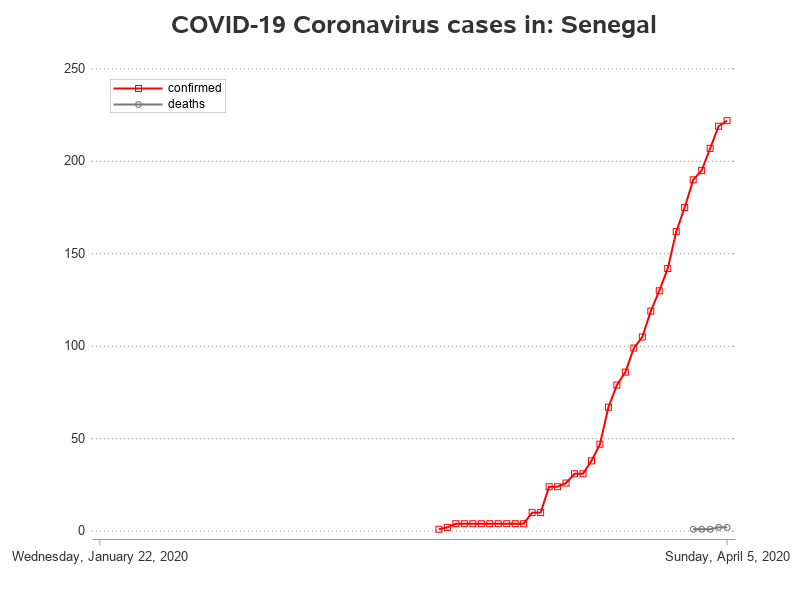 COVID-19 Coronavirus cases in: Senegal
250
confirmed
deaths
200
150
100
50
0
Wednesday, January 22, 2020
Sunday, April 5, 2020